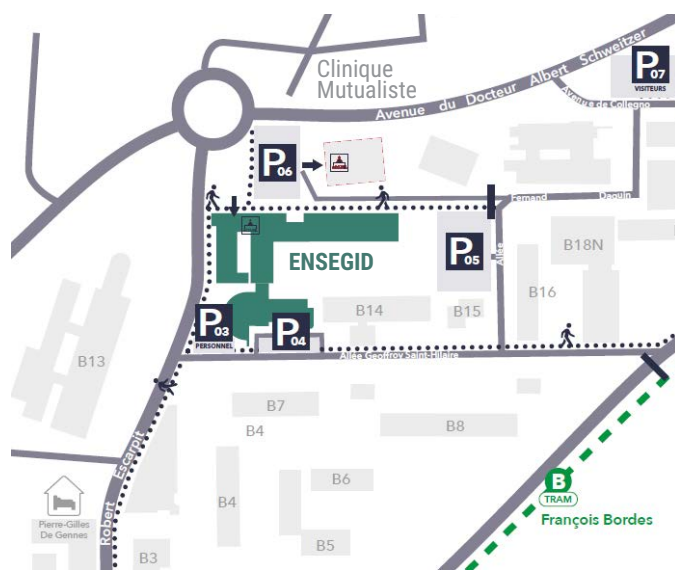 Clinique
Mutualiste
Avenue du Docteur Albert Schweitzer
P07
VISITEURS
Avenue de Collegno
P06
Fernand Daguin
Allée
ENSEGID
P05
B18N
B16
P03
PERSONNEL
P04
B14
B15
Allée Geoffroy Saint-Hilaire
B13
B7
B4
B8
Robert Escarpit
B6
B4
B5
B3
Pierre-Gilles
De Gennes
B
TRAM
François Bordes